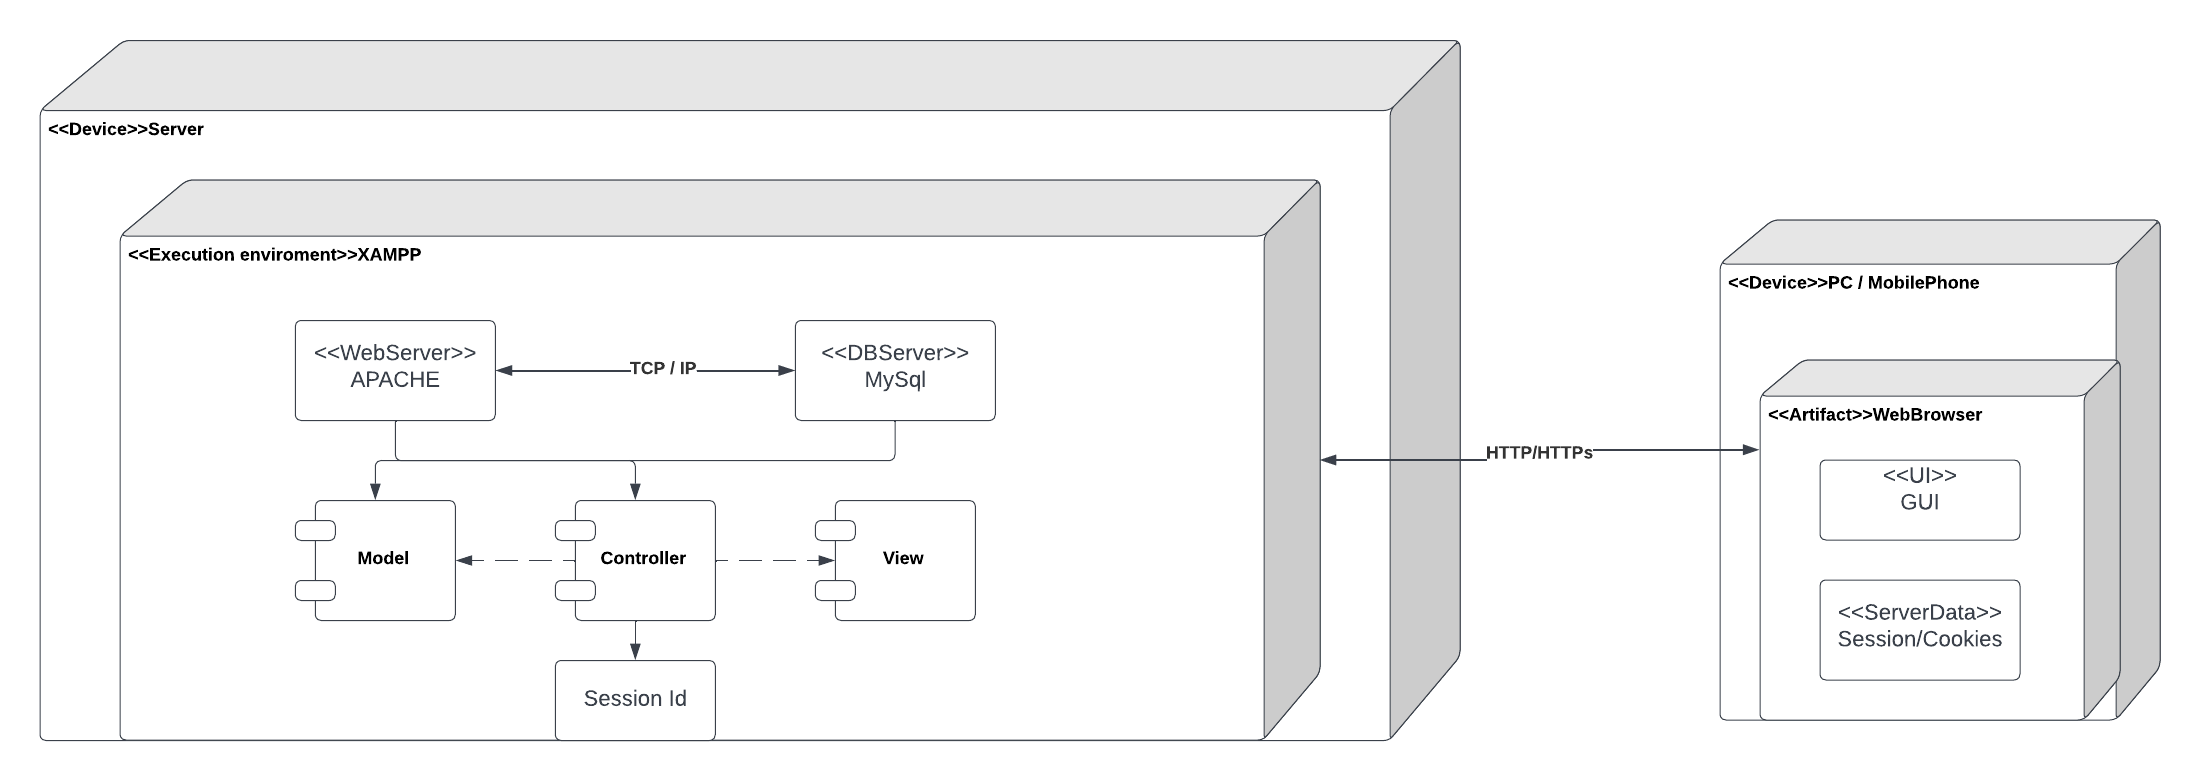 <<Device>>Server
<<Execution enviroment>>XAMPP
<<WebServer>>
APACHE
TCP / IP
<<DBServer>>
MySql
Model
Controller
View
Session Id
HTTP/HTTPs
<<Device>>PC / MobilePhone
<<Artifact>>WebBrowser
<<UI>>
GUI
<<ServerData>>
Session/Cookies